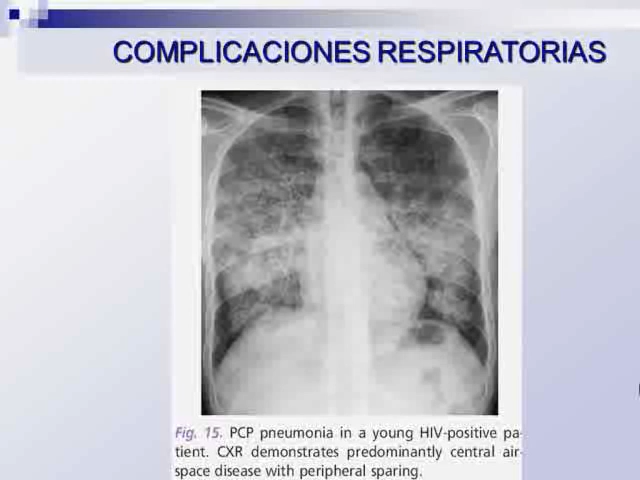 COMPLICACIONES RESPIRATORIAS
Fig. 15. PCP pneumonia in a young HIV-positive pa-
tient. CXR demonstrates predominantly central air-
space disease with peripheral sparing.